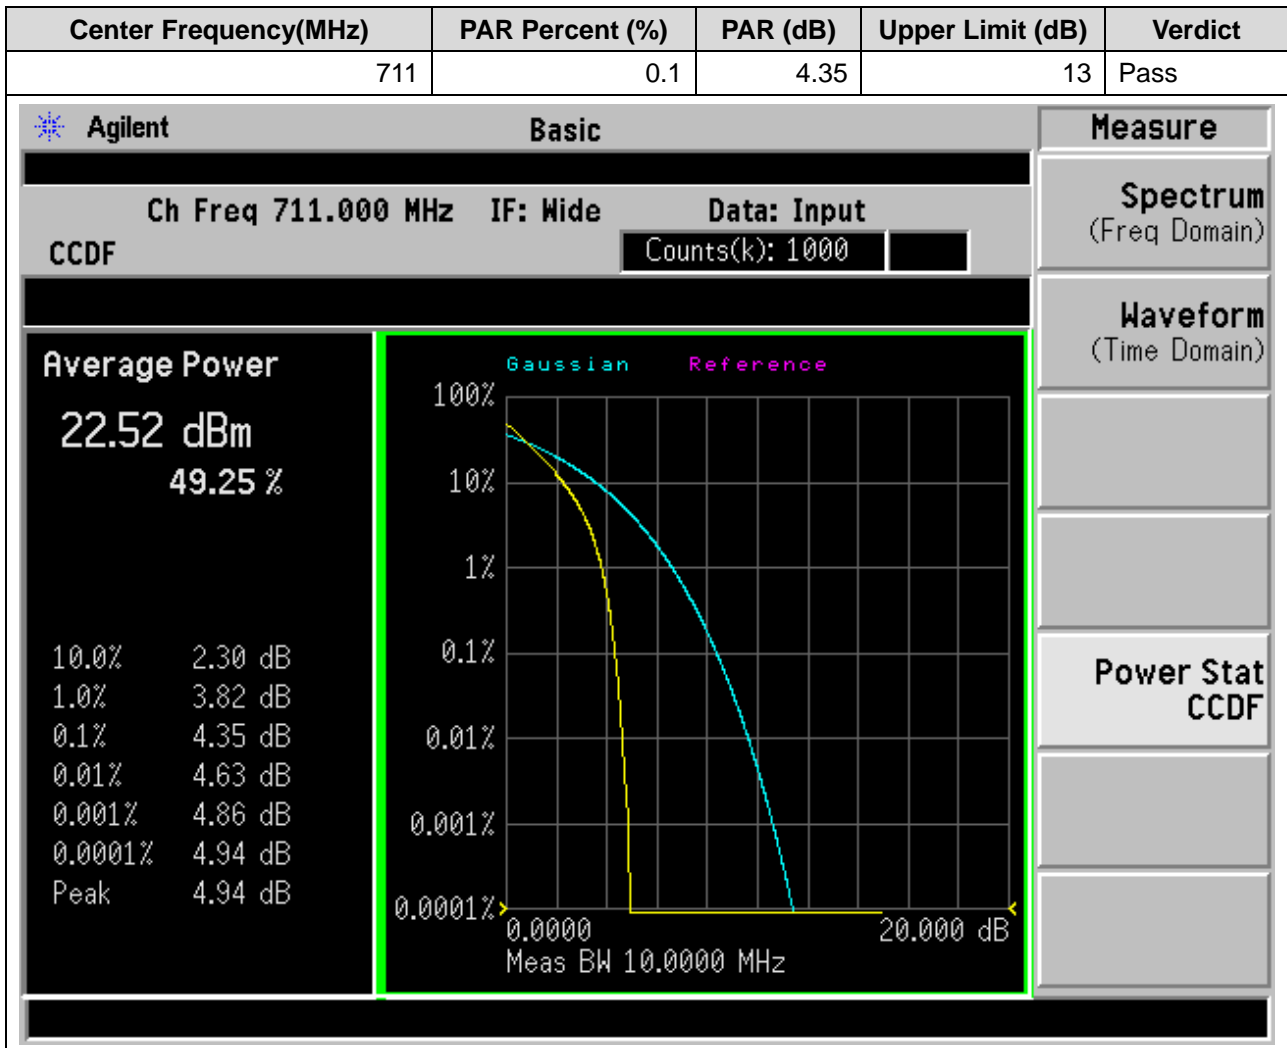 Center Frequency(MHz) PAR Percent (%) PAR (dB) Upper Limit (dB) Verdict
711 0.1 4.35 13 Pass
Agilent Basic Measure
Ch Freq 711.000 MHz IF: Wide Data: Input
CCDF Counts(k): 1000
Spectrum
(Freq Domain)
Waveform
(Time Domain)
Power Stat
CCDF
Average Power
22.52 dBm
49.25 %
10.0% 2.30 dB
1.0% 3.82 dB
0.1% 4.35 dB
0.01% 4.63 dB
0.001% 4.86 dB
0.0001% 4.94 dB
Peak 4.94 dB
Gaussian Reference
100%
10%
1%
0.1%
0.01%
0.001%
0.0001%
0.0000 20.000 dB
Meas BW 10.0000 MHz